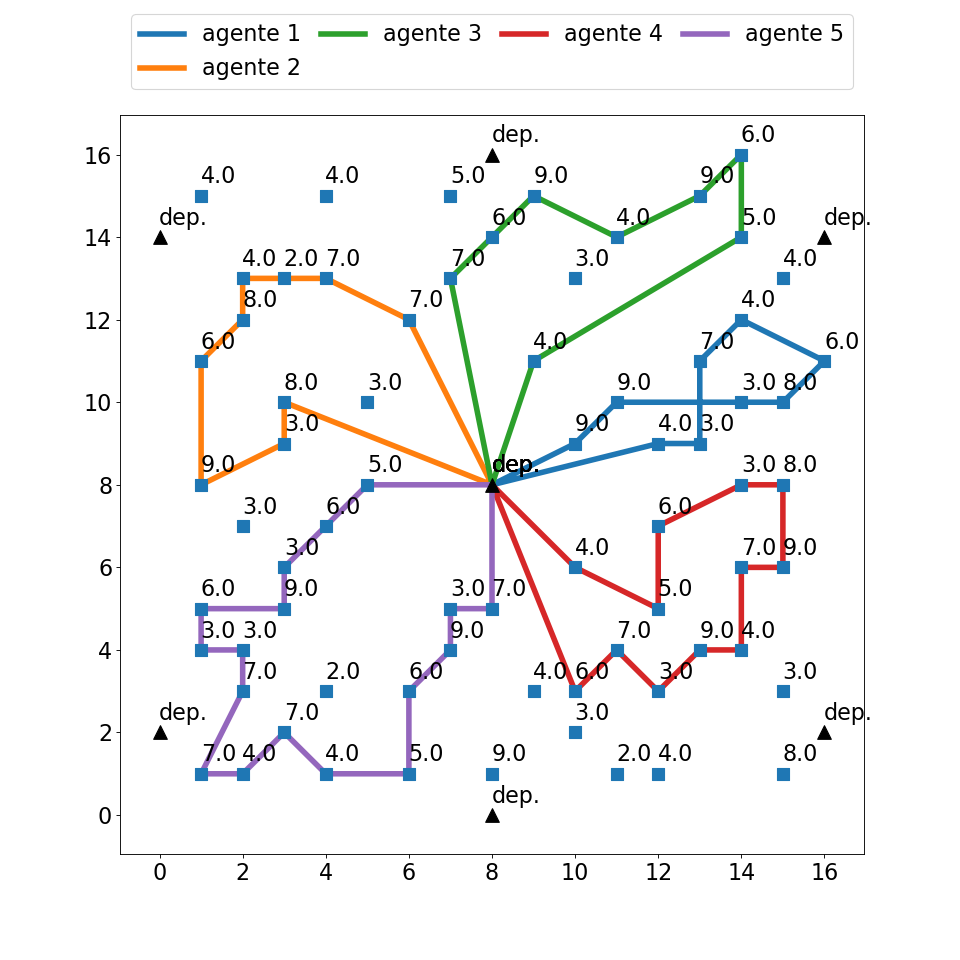 agente 1 agente 3 agente 4 agente 5
agente 2
dep. 6.0
4.0 4.0 5.0 9.0 9.0
dep. 6.0 4.0 5.0 dep.
4.0 2.0 7.0 7.0 3.0 4.0
8.0 7.0 4.0
6.0 4.0 7.0 6.0
8.0 3.0 9.0 3.0 8.0
3.0 9.0 4.0 3.0
9.0 5.0 dep. 3.0 8.0
3.0 6.0 6.0
3.0 4.0 7.0 9.0
6.0 9.0 3.0 7.0 5.0
3.0 3.0 9.0 7.0 9.0 4.0
7.0 2.0 6.0 4.0 6.0 3.0 3.0
dep. 7.0 3.0 dep.
7.0 4.0 4.0 5.0 9.0 2.0 4.0 8.0
dep.
16
14
12
10
8
6
4
2
0
0 2 4 6 8 10 12 14 16